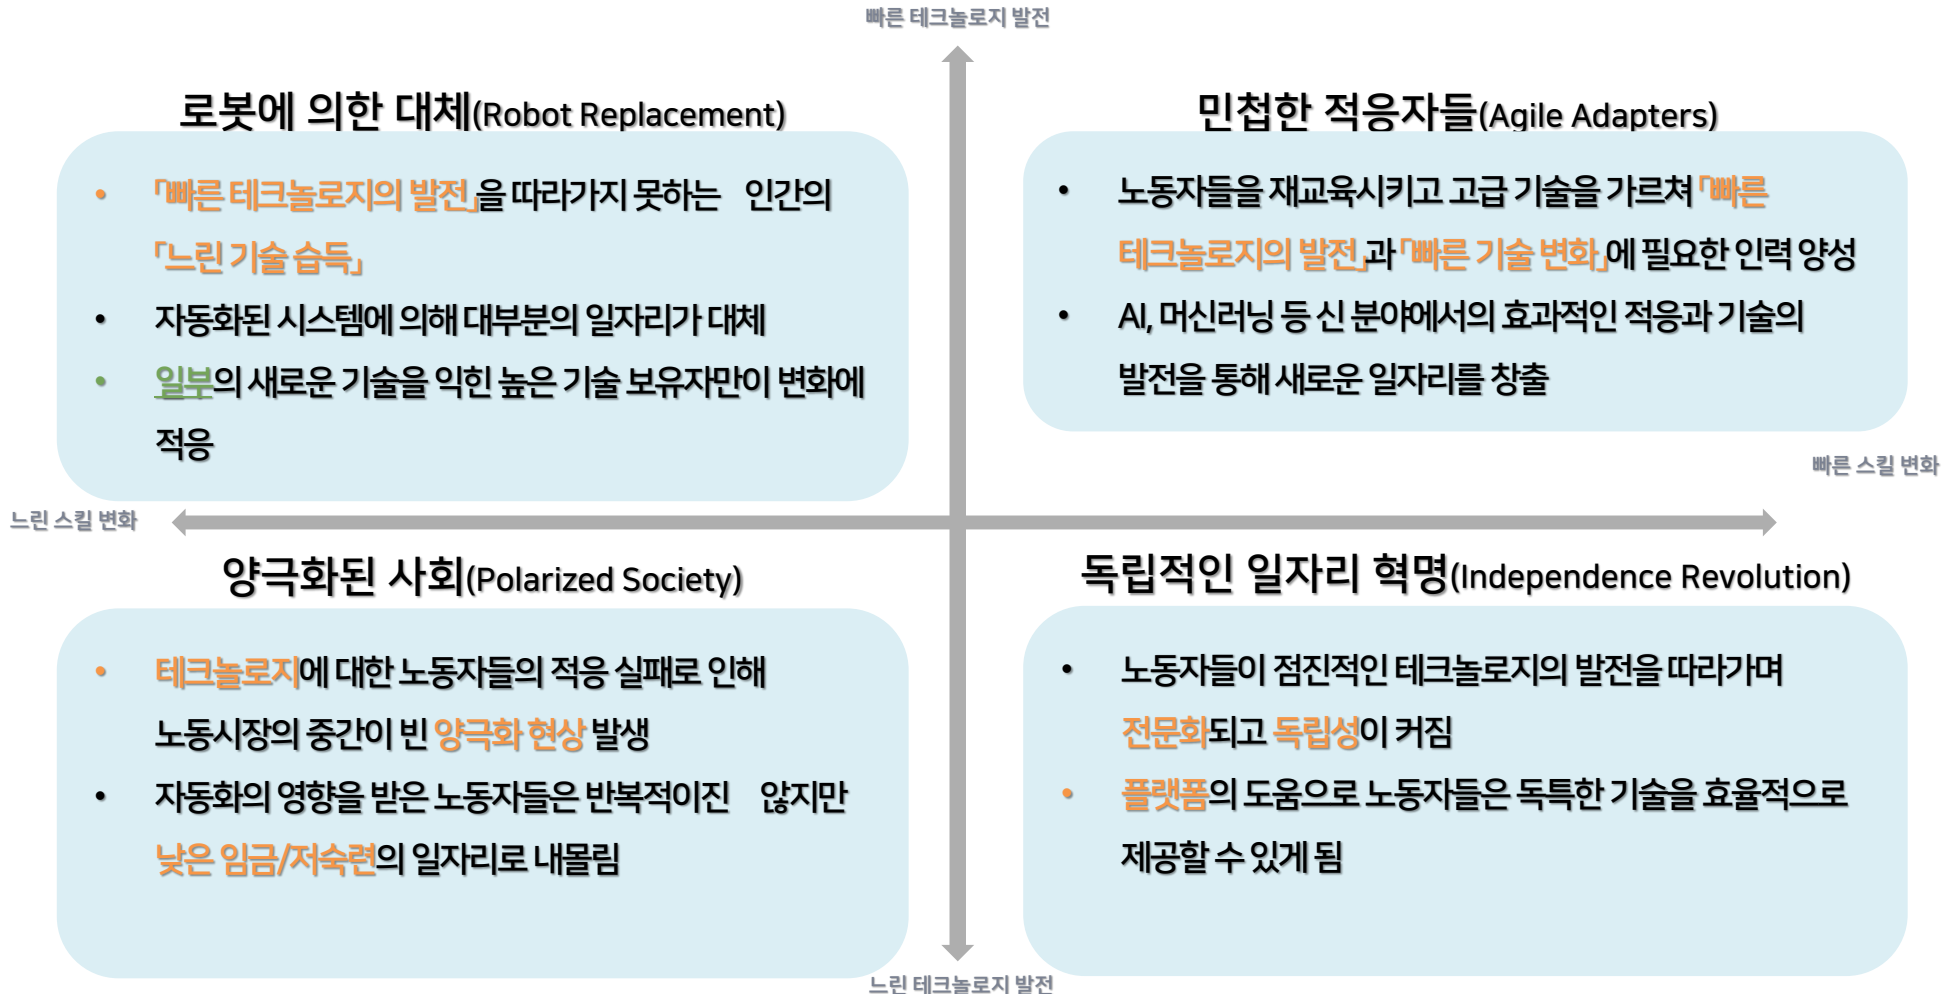 빠른 테크놀로지 발전
로봇에 의한 대체(Robot Replacement)
• 「빠른 테크놀로지의 발전」을 따라가지 못하는 인간의
「느린 기술 습득」
• 자동화된 시스템에 의해 대부분의 일자리가 대체
• 일부의 새로운 기술을 익힌 높은 기술 보유자만이 변화에
적응
민첩한 적응자들(Agile Adapters)
• 노동자들을 재교육시키고 고급 기술을 가르쳐 「빠른
테크놀로지의 발전」과 「빠른 기술 변화」에 필요한 인력 양성
• AI, 머신러닝 등 신 분야에서의 효과적인 적응과 기술의
발전을 통해 새로운 일자리를 창출
빠른 스킬 변화
느린 스킬 변화
양극화된 사회(Polarized Society)
• 테크놀로지에 대한 노동자들의 적응 실패로 인해
노동시장의 중간이 빈 양극화 현상 발생
• 자동화의 영향을 받은 노동자들은 반복적이진 않지만
낮은 임금/저숙련의 일자리로 내몰림
독립적인 일자리 혁명(Independence Revolution)
• 노동자들이 점진적인 테크놀로지의 발전을 따라가며
전문화되고 독립성이 커짐
• 플랫폼의 도움으로 노동자들은 독특한 기술을 효율적으로
제공할 수 있게 됨
느린 테크놀로지 발전